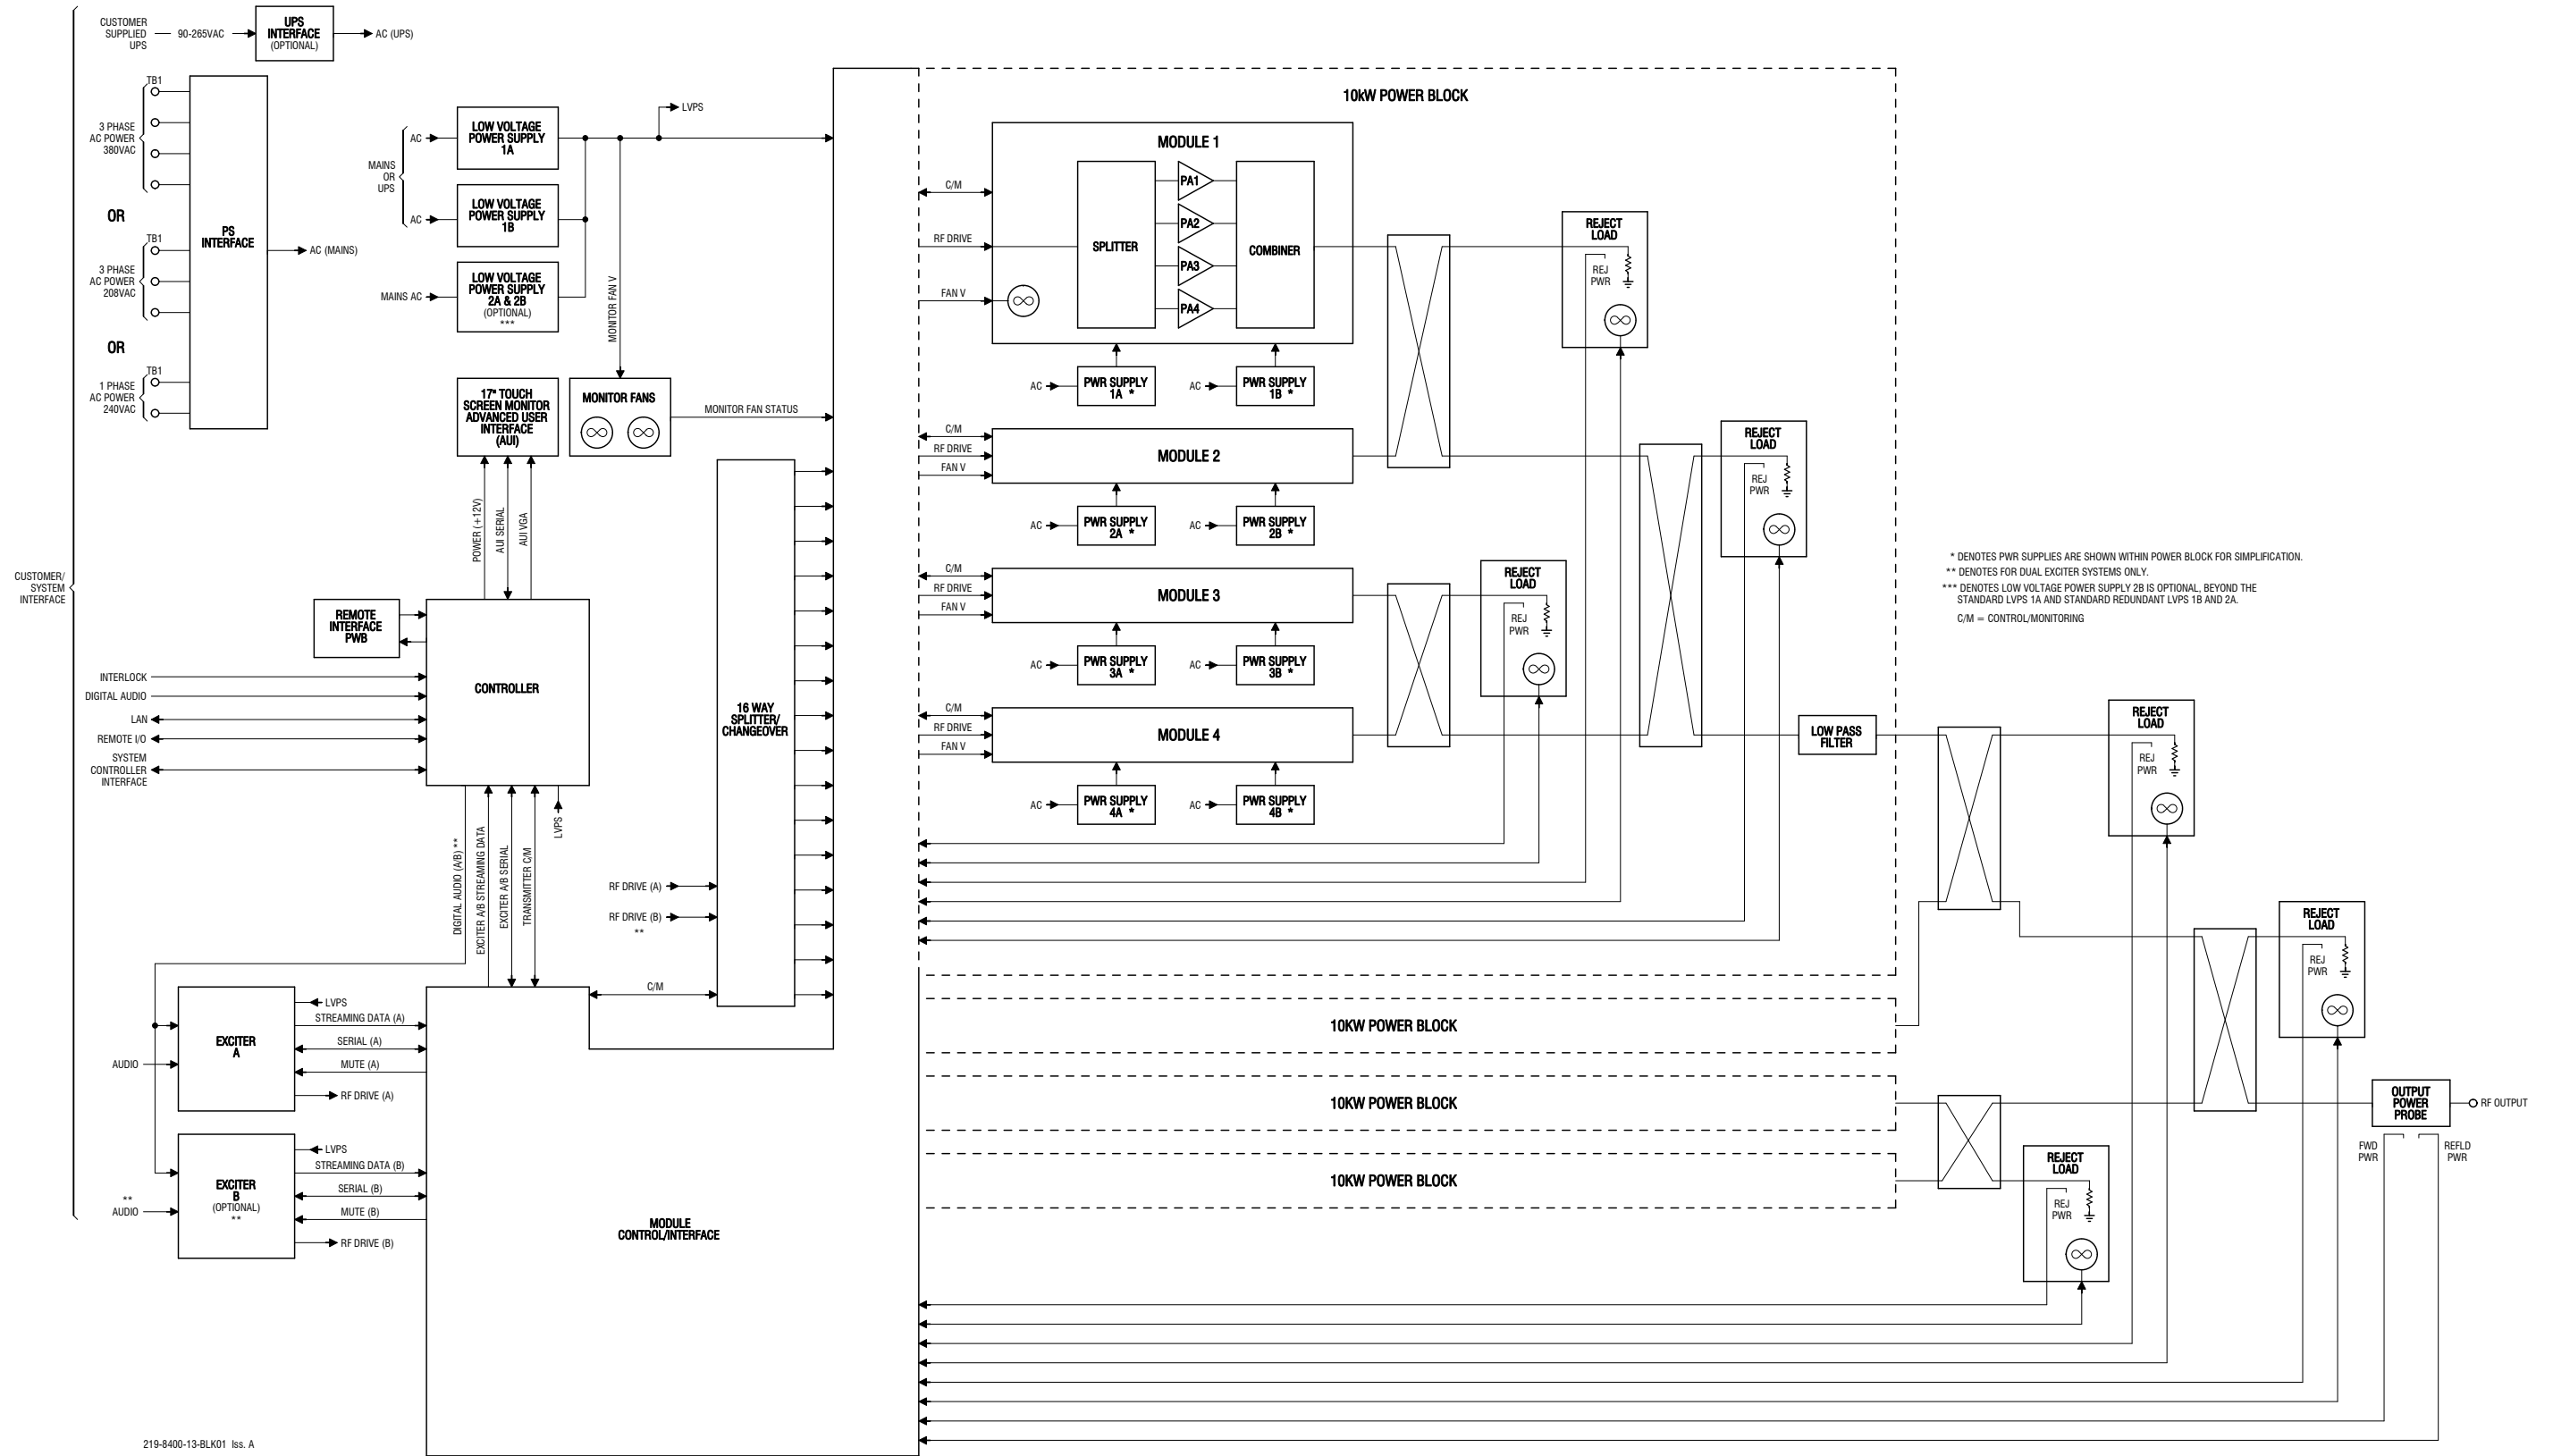 CUSTOMER
SUPPLIED
UPS
90-265VAC
UPS
INTERFACE
(OPTIONAL)
AC (UPS)
TB1
3 PHASE
AC POWER
380VAC
OR
TB1
3 PHASE
AC POWER
208VAC
OR
TB1
1 PHASE
AC POWER
240VAC
PS
INTERFACE
AC (MAINS)
MAINS
OR
UPS
AC
LOW VOLTAGE
POWER SUPPLY
1A
AC
LOW VOLTAGE
POWER SUPPLY
1B
MAINS AC
LOW VOLTAGE
POWER SUPPLY
2A & 2B
(OPTIONAL)
***
LVPS
MONITOR FAN V
17" TOUCH
SCREEN MONITOR
ADVANCED USER
INTERFACE
(AUI)
MONITOR FANS
MONITOR FAN STATUS
POWER (+12V)
AUI SERIAL
AUI VGA
CUSTOMER/
SYSTEM
INTERFACE
REMOTE
INTERFACE
PWB
CONTROLLER
INTERLOCK
DIGITAL AUDIO
LAN
REMOTE I/O
SYSTEM
CONTROLLER
INTERFACE
DIGITAL AUDIO (A/B) **
EXCITER A/B STREAMING DATA
EXCITER A/B SERIAL
TRANSMITTER C/M
LVPS
16 WAY
SPLITTER/
CHANGEOVER
RF DRIVE (A)
RF DRIVE (B)
**
C/M
EXCITER
A
AUDIO
LVPS
STREAMING DATA (A)
SERIAL (A)
MUTE (A)
RF DRIVE (A)
EXCITER
B
(OPTIONAL)
**
**
AUDIO
LVPS
STREAMING DATA (B)
SERIAL (B)
MUTE (B)
RF DRIVE (B)
MODULE
CONTROL/INTERFACE
10kW POWER BLOCK
MODULE 1
C/M
RF DRIVE
FAN V
SPLITTER
PA1
PA2
PA3
PA4
COMBINER
AC
PWR SUPPLY
1A *
AC
PWR SUPPLY
1B *
C/M
RF DRIVE
FAN V
MODULE 2
AC
PWR SUPPLY
2A *
AC
PWR SUPPLY
2B *
C/M
RF DRIVE
FAN V
MODULE 3
AC
PWR SUPPLY
3A *
AC
PWR SUPPLY
3B *
C/M
RF DRIVE
FAN V
MODULE 4
AC
PWR SUPPLY
4A *
AC
PWR SUPPLY
4B *
REJECT
LOAD
REJ
PWR
REJECT
LOAD
REJ
PWR
REJECT
LOAD
REJ
PWR
LOW PASS
FILTER
* DENOTES PWR SUPPLIES ARE SHOWN WITHIN POWER BLOCK FOR SIMPLIFICATION.
** DENOTES FOR DUAL EXCITER SYSTEMS ONLY.
*** DENOTES LOW VOLTAGE POWER SUPPLY 2B IS OPTIONAL, BEYOND THE
STANDARD LVPS 1A AND STANDARD REDUNDANT LVPS 1B AND 2A.
C/M = CONTROL/MONITORING
REJECT
LOAD
REJ
PWR
REJECT
LOAD
REJ
PWR
10KW POWER BLOCK
10KW POWER BLOCK
10KW POWER BLOCK
REJECT
LOAD
REJ
PWR
OUTPUT
POWER
PROBE
RF OUTPUT
FWD
PWR
REFLD
PWR
219-8400-13-BLK01 Iss. A